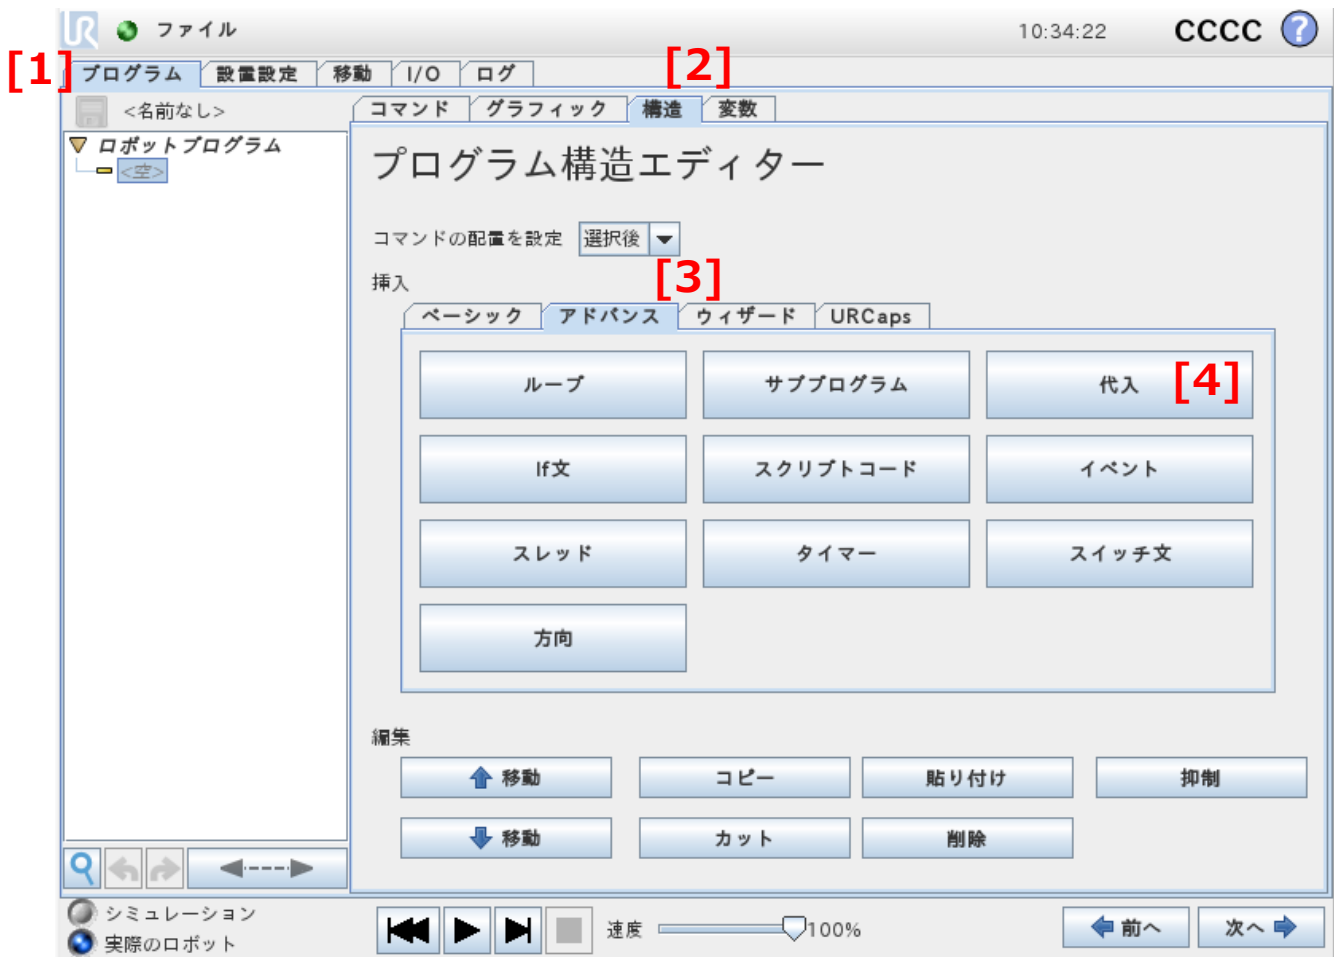 UR ファイル 10:34:22 CCCC ?
[1] プログラム 設置設定 移動 I/O ログ [2]
<名前なし> コマンド グラフィック 構造 変数
ロボットプログラム
<空>
プログラム構造エディター
コマンドの配置を設定 選択後
[3]
挿入
ベーシック アドバンス ウィザード URCaps
ループ サブプログラム 代入 [4]
If文 スクリプトコード イベント
スレッド タイマー スイッチ文
方向
編集
移動 コピー 貼り付け 抑制
移動 カット 削除
シミュレーション
実際のロボット
速度 100% 前へ 次へ